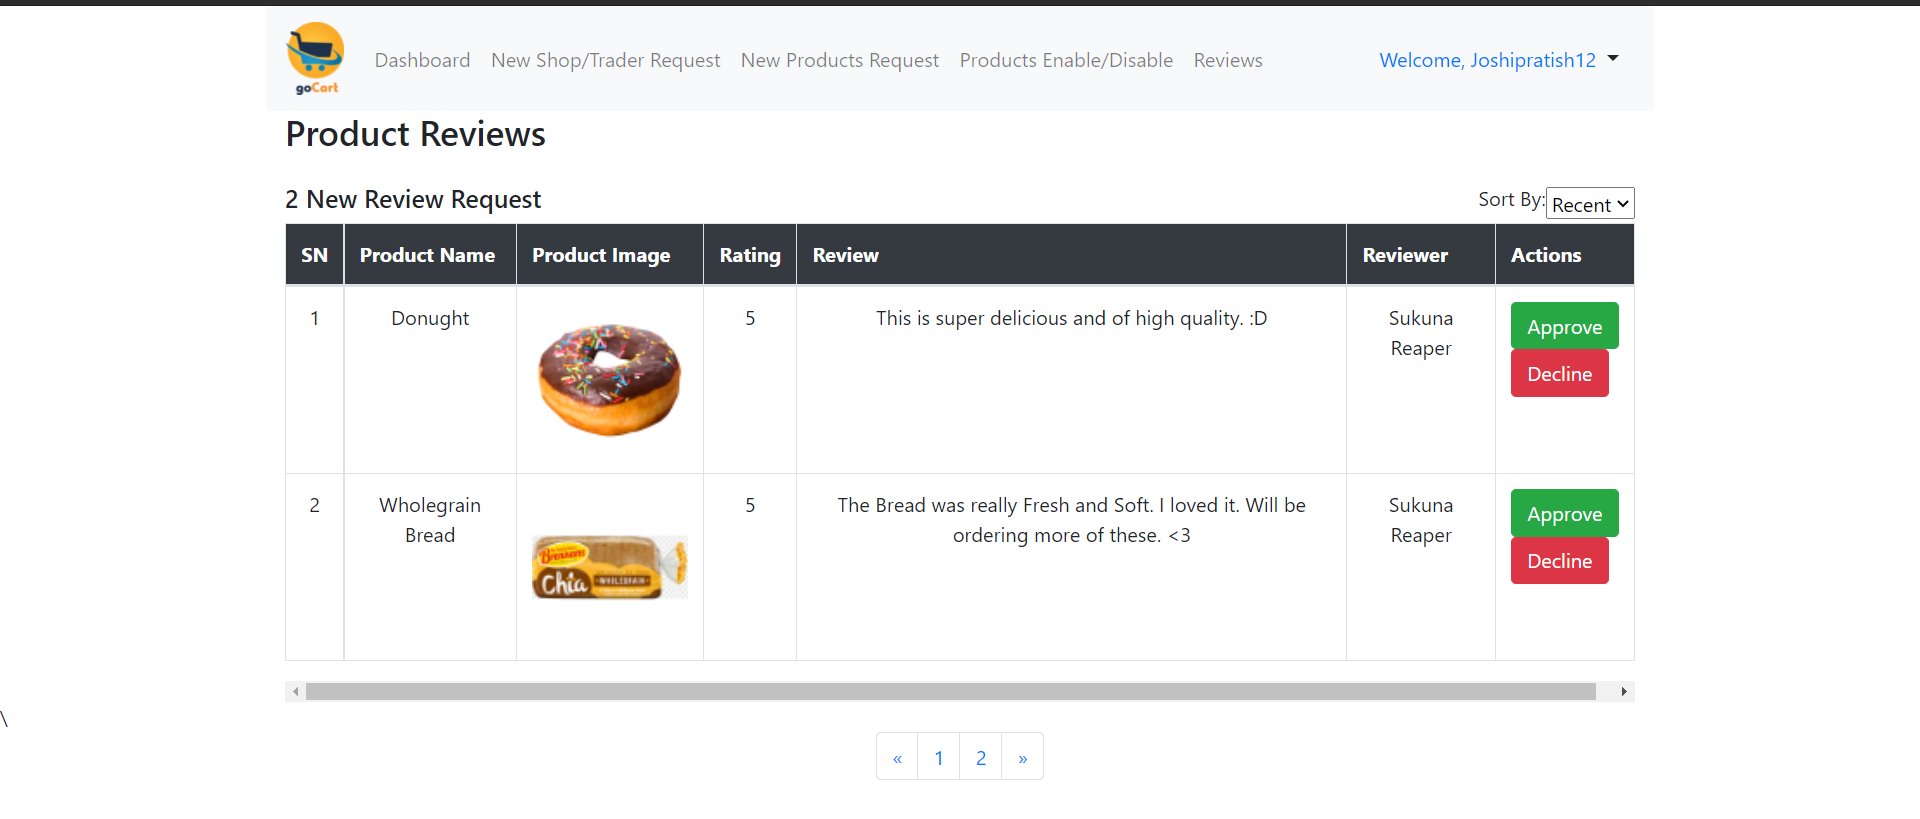 goCart
Dashboard New Shop/Trader Request New Products Request Products Enable/Disable Reviews Welcome, Joshipratish12
Product Reviews
2 New Review Request
Sort By: Recent
SN Product Name Product Image Rating Review Reviewer Actions
1 Donught 5 This is super delicious and of high quality. :D Sukuna Reaper Approve
Decline
2 Wholegrain Bread 5 The Bread was really Fresh and Soft. I loved it. Will be
ordering more of these. <3 Sukuna Reaper Approve
Decline
Chia
WHOLEGRAIN
\
« 1 2 »